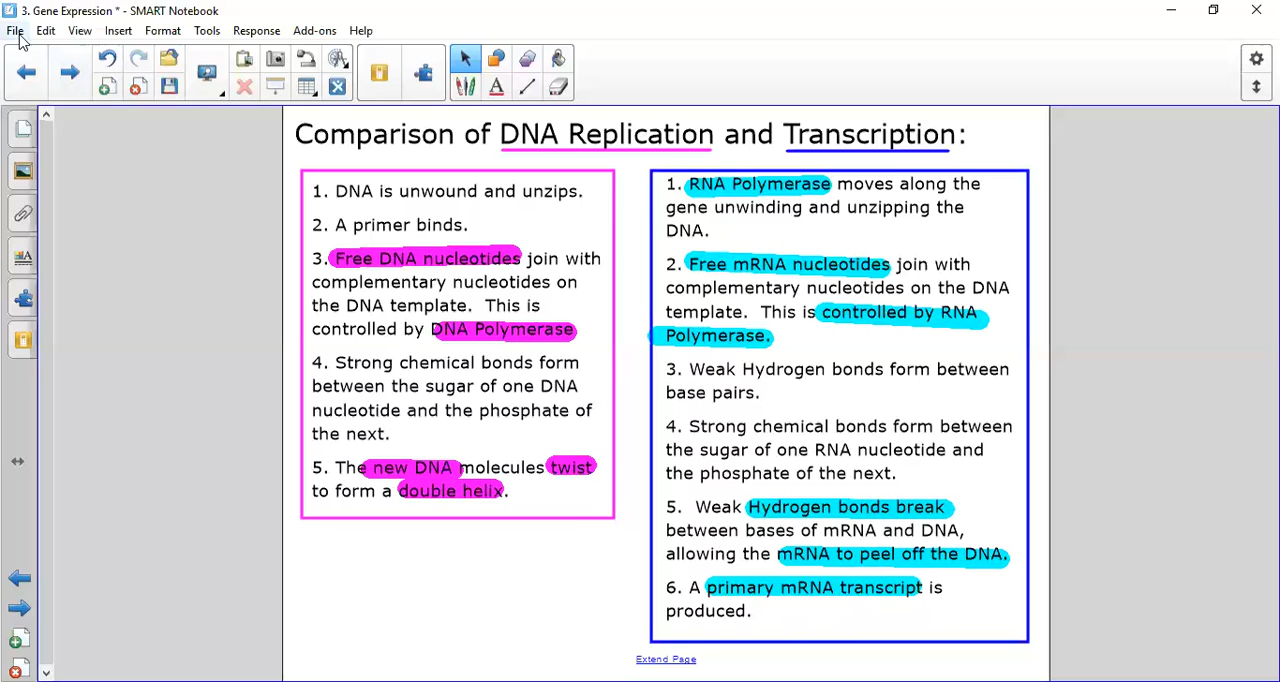 3. Gene Expression * - SMART Notebook
File Edit View Insert Format Tools Response Add-ons Help
Comparison of DNA Replication and Transcription:
1. DNA is unwound and unzips.
2. A primer binds.
3. Free DNA nucleotides join with
complementary nucleotides on
the DNA template. This is
controlled by DNA Polymerase
4. Strong chemical bonds form
between the sugar of one DNA
nucleotide and the phosphate of
the next.
5. The new DNA molecules twist
to form a double helix.
1. RNA Polymerase moves along the
gene unwinding and unzipping the
DNA.
2. Free mRNA nucleotides join with
complementary nucleotides on the DNA
template. This is controlled by RNA
Polymerase.
3. Weak Hydrogen bonds form between
base pairs.
4. Strong chemical bonds form between
the sugar of one RNA nucleotide and
the phosphate of the next.
5. Weak Hydrogen bonds break
between bases of mRNA and DNA,
allowing the mRNA to peel off the DNA.
6. A primary mRNA transcript is
produced.
Extend Page